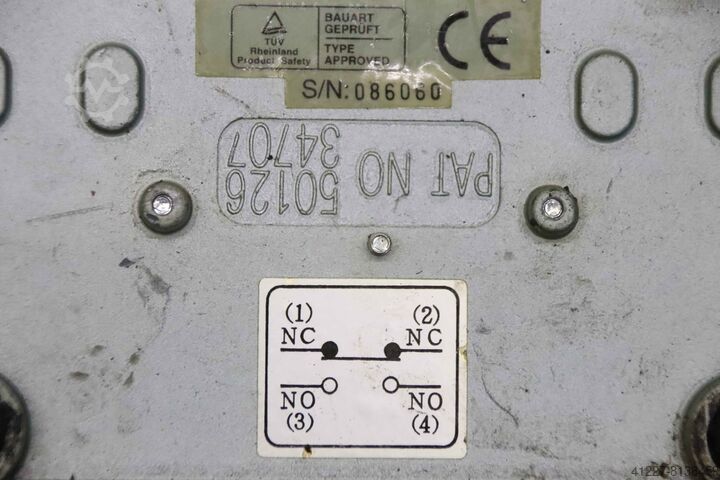 TÜV
Rheinland
Product Safety
BAUART
GEPRÜFT
TYPE
APPROVED
CE
S/N: 086060
PAT NO 50126
34707
(1)
NC
(2)
NC
NO
(3)
NO
(4)